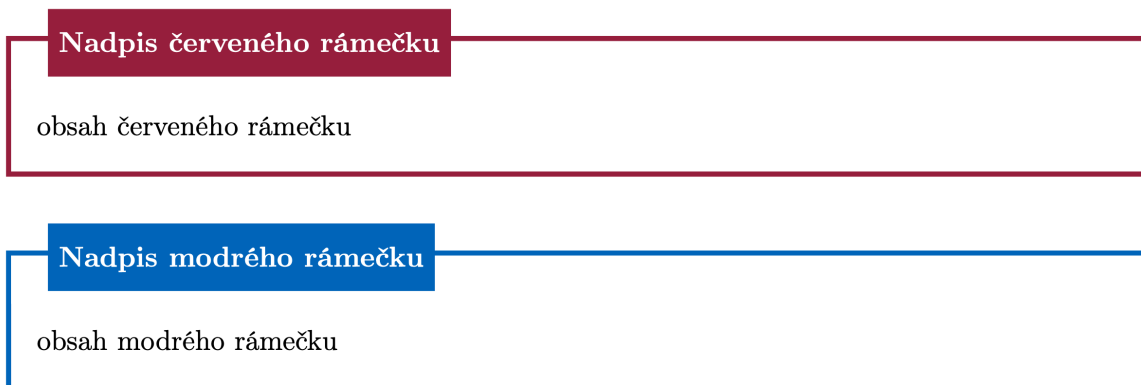 Nadpis červeného rámečku
obsah červeného rámečku
Nadpis modrého rámečku
obsah modrého rámečku